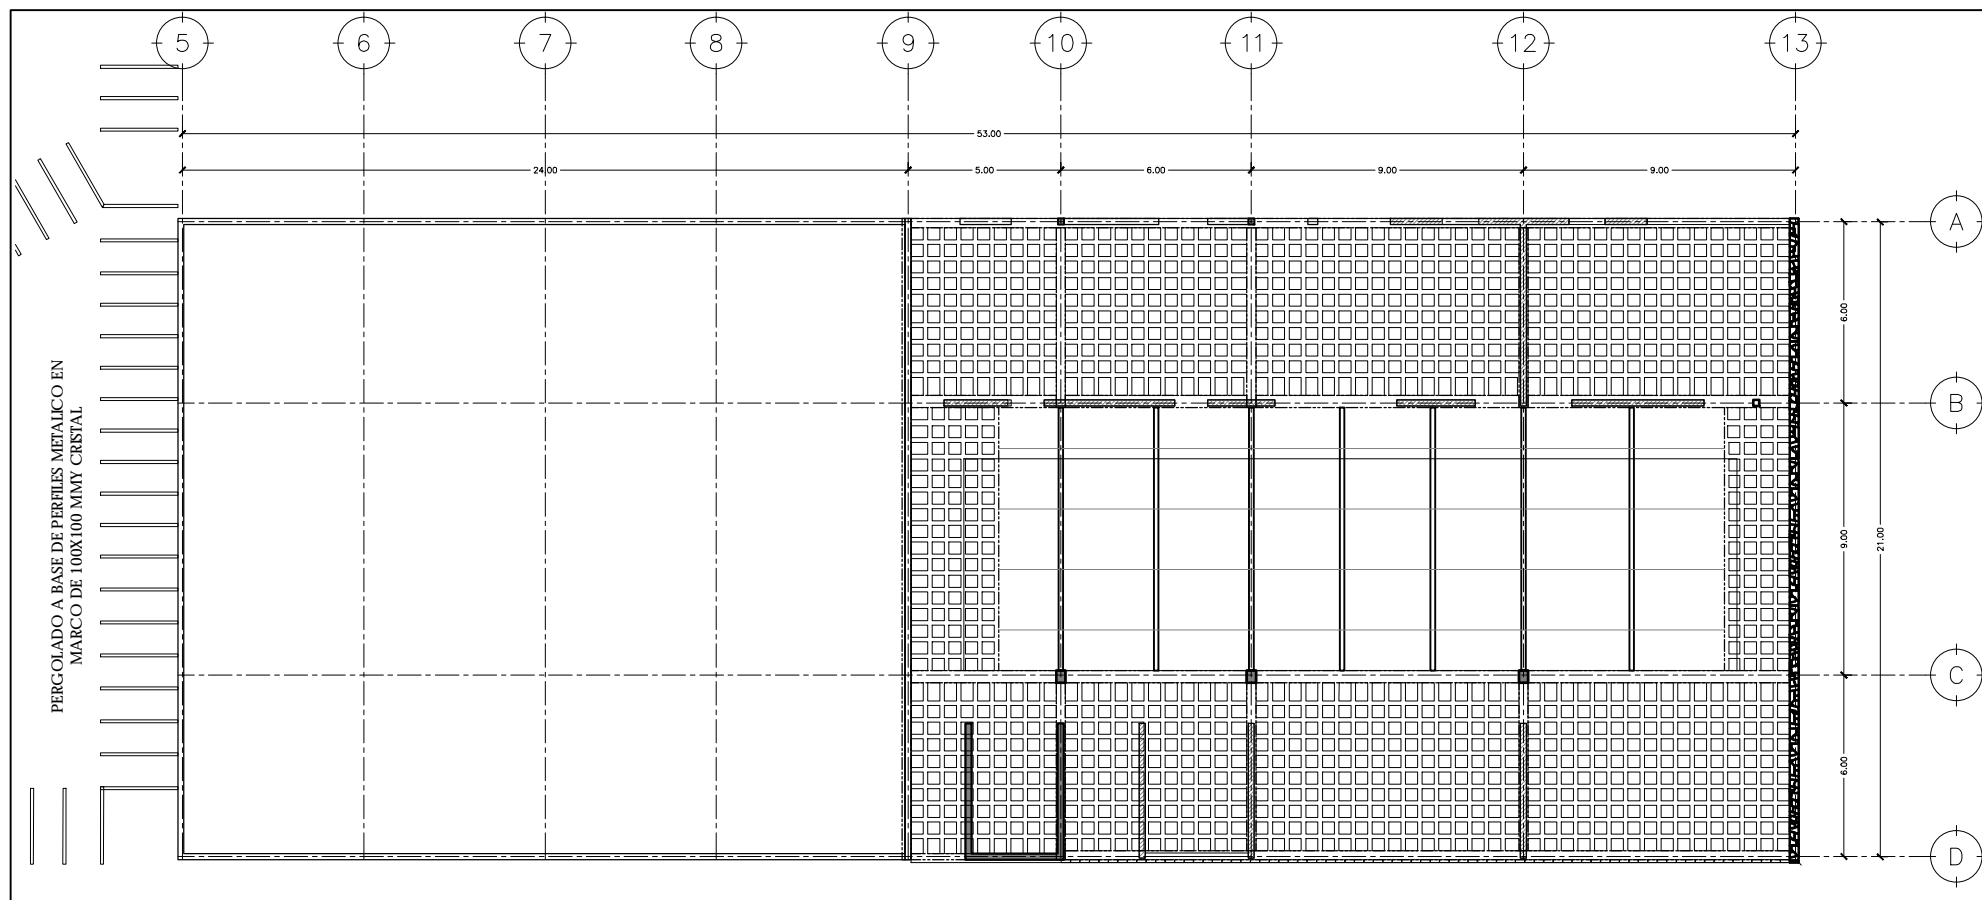 5 6 7 8 9 10 11 12 13
53.00
24.00 5.00 6.00 9.00 9.00
A
6.00
B
9.00
21.00
C
6.00
D
PERGOLADO A BASE DE PERFILES METALICO EN
MARCO DE 100X100 MMY CRISTAL